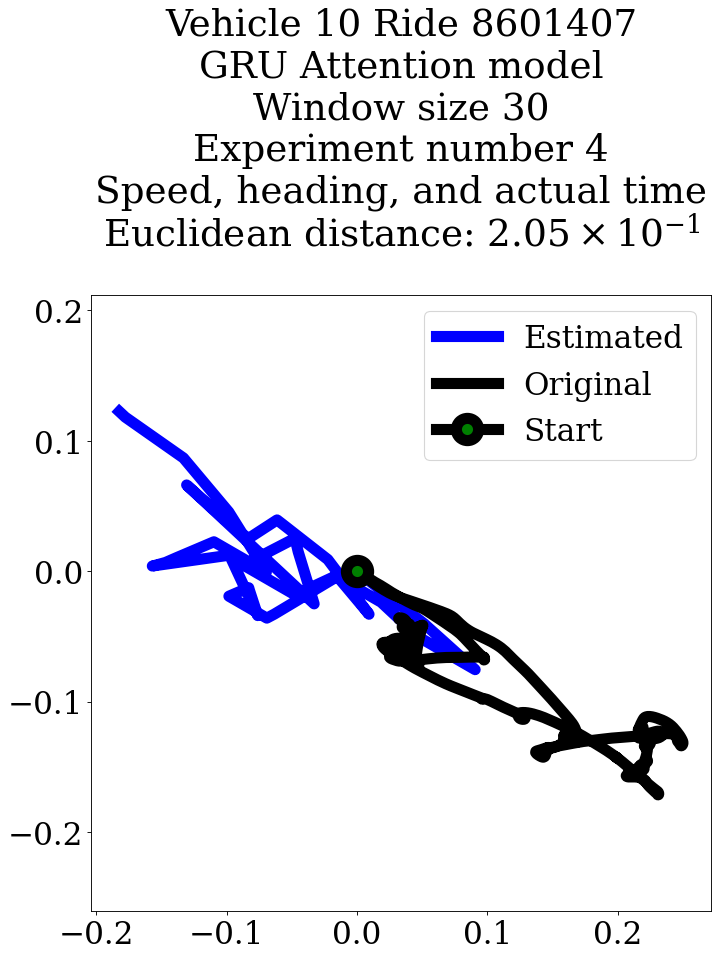 Vehicle 10 Ride 8601407
GRU Attention model
Window size 30
Experiment number 4
Speed, heading, and actual time
Euclidean distance: 2.05 × 10⁻¹
Estimated
Original
Start
0.2
0.1
0.0
−0.1
−0.2
−0.2
−0.1
0.0
0.1
0.2